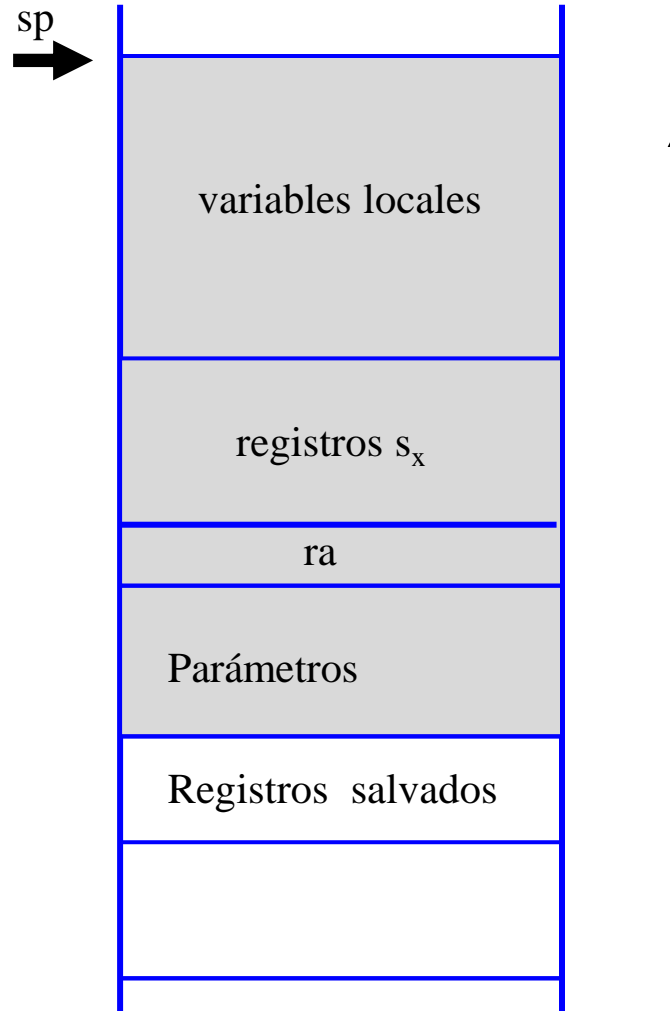 sp
variables locales
registros sx
ra
Parámetros
Registros salvados